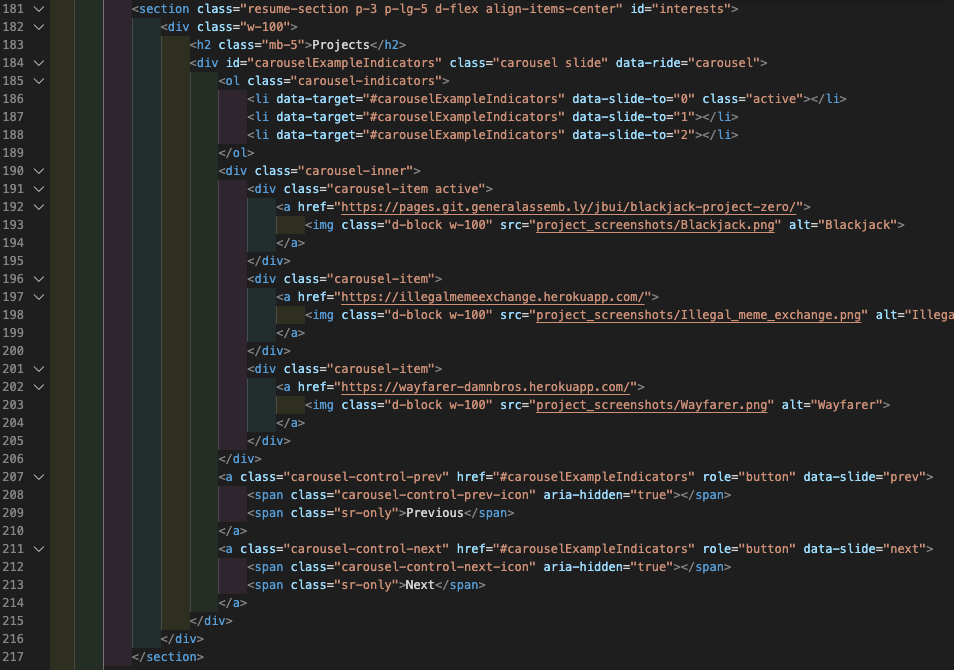 181 <section class="resume-section p-3 p-lg-5 d-flex align-items-center" id="interests">
182 <div class="w-100">
183 <h2 class="mb-5">Projects</h2>
184 <div id="carouselExampleIndicators" class="carousel slide" data-ride="carousel">
185 <ol class="carousel-indicators">
186 <li data-target="#carouselExampleIndicators" data-slide-to="0" class="active"></li>
187 <li data-target="#carouselExampleIndicators" data-slide-to="1"></li>
188 <li data-target="#carouselExampleIndicators" data-slide-to="2"></li>
189 </ol>
190 <div class="carousel-inner">
191 <div class="carousel-item active">
192 <a href="https://pages.git.generalassemb.ly/jbui/blackjack-project-zero/">
193 <img class="d-block w-100" src="project_screenshots/Blackjack.png" alt="Blackjack">
194 </a>
195 </div>
196 <div class="carousel-item">
197 <a href="https://illegalmemeexchange.herokuapp.com/">
198 <img class="d-block w-100" src="project_screenshots/Illegal_meme_exchange.png" alt="Illega
199 </a>
200 </div>
201 <div class="carousel-item">
202 <a href="https://wayfarer-damnbros.herokuapp.com/">
203 <img class="d-block w-100" src="project_screenshots/Wayfarer.png" alt="Wayfarer">
204 </a>
205 </div>
206 </div>
207 <a class="carousel-control-prev" href="#carouselExampleIndicators" role="button" data-slide="prev">
208 <span class="carousel-control-prev-icon" aria-hidden="true"></span>
209 <span class="sr-only">Previous</span>
210 </a>
211 <a class="carousel-control-next" href="#carouselExampleIndicators" role="button" data-slide="next">
212 <span class="carousel-control-next-icon" aria-hidden="true"></span>
213 <span class="sr-only">Next</span>
214 </a>
215 </div>
216 </div>
217 </section>